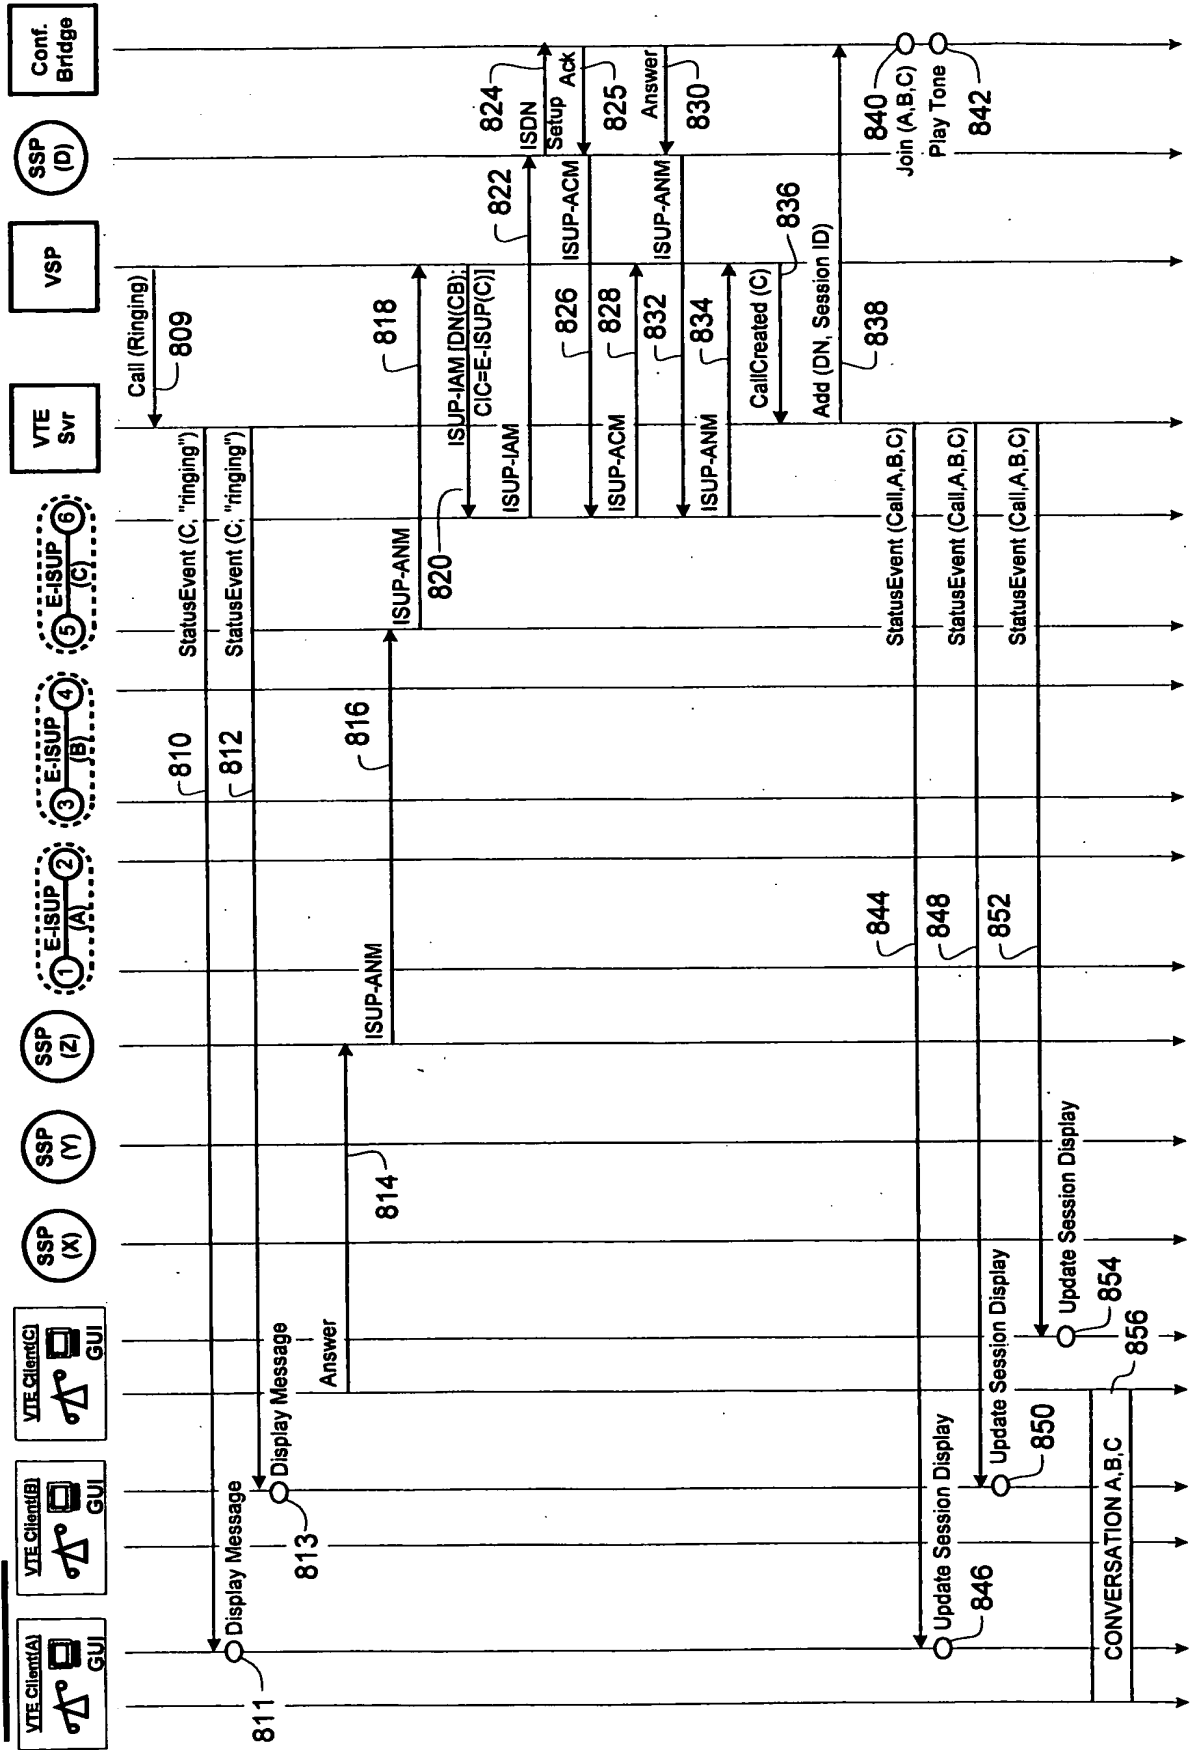 VTE Client(A)
GUI
VTE Client(B)
GUI
VTE Client(C)
GUI
SSP
(X)
SSP
(Y)
SSP
(Z)
1
E-ISUP
(A)
2
3
E-ISUP
(B)
4
5
E-ISUP
(C)
6
VTE
Svr
VSP
SSP
(D)
Conf.
Bridge
Call (Ringing)
809
StatusEvent (C, "ringing")
810
Display Message
811
StatusEvent (C, "ringing")
812
Display Message
813
Answer
814
ISUP-ANM
816
ISUP-ANM
818
ISUP-IAM [DN(CB);
CIC=E-ISUP(C)]
820
ISUP-IAM
822
ISDN
Setup
824
Ack
825
ISUP-ACM
826
ISUP-ACM
828
Answer
830
ISUP-ANM
832
ISUP-ANM
834
CallCreated (C)
836
Add (DN, Session ID)
838
Join (A,B,C)
840
Play Tone
842
StatusEvent (Call,A,B,C)
844
Update Session Display
846
StatusEvent (Call,A,B,C)
848
Update Session Display
850
StatusEvent (Call,A,B,C)
852
Update Session Display
854
CONVERSATION A,B,C
856